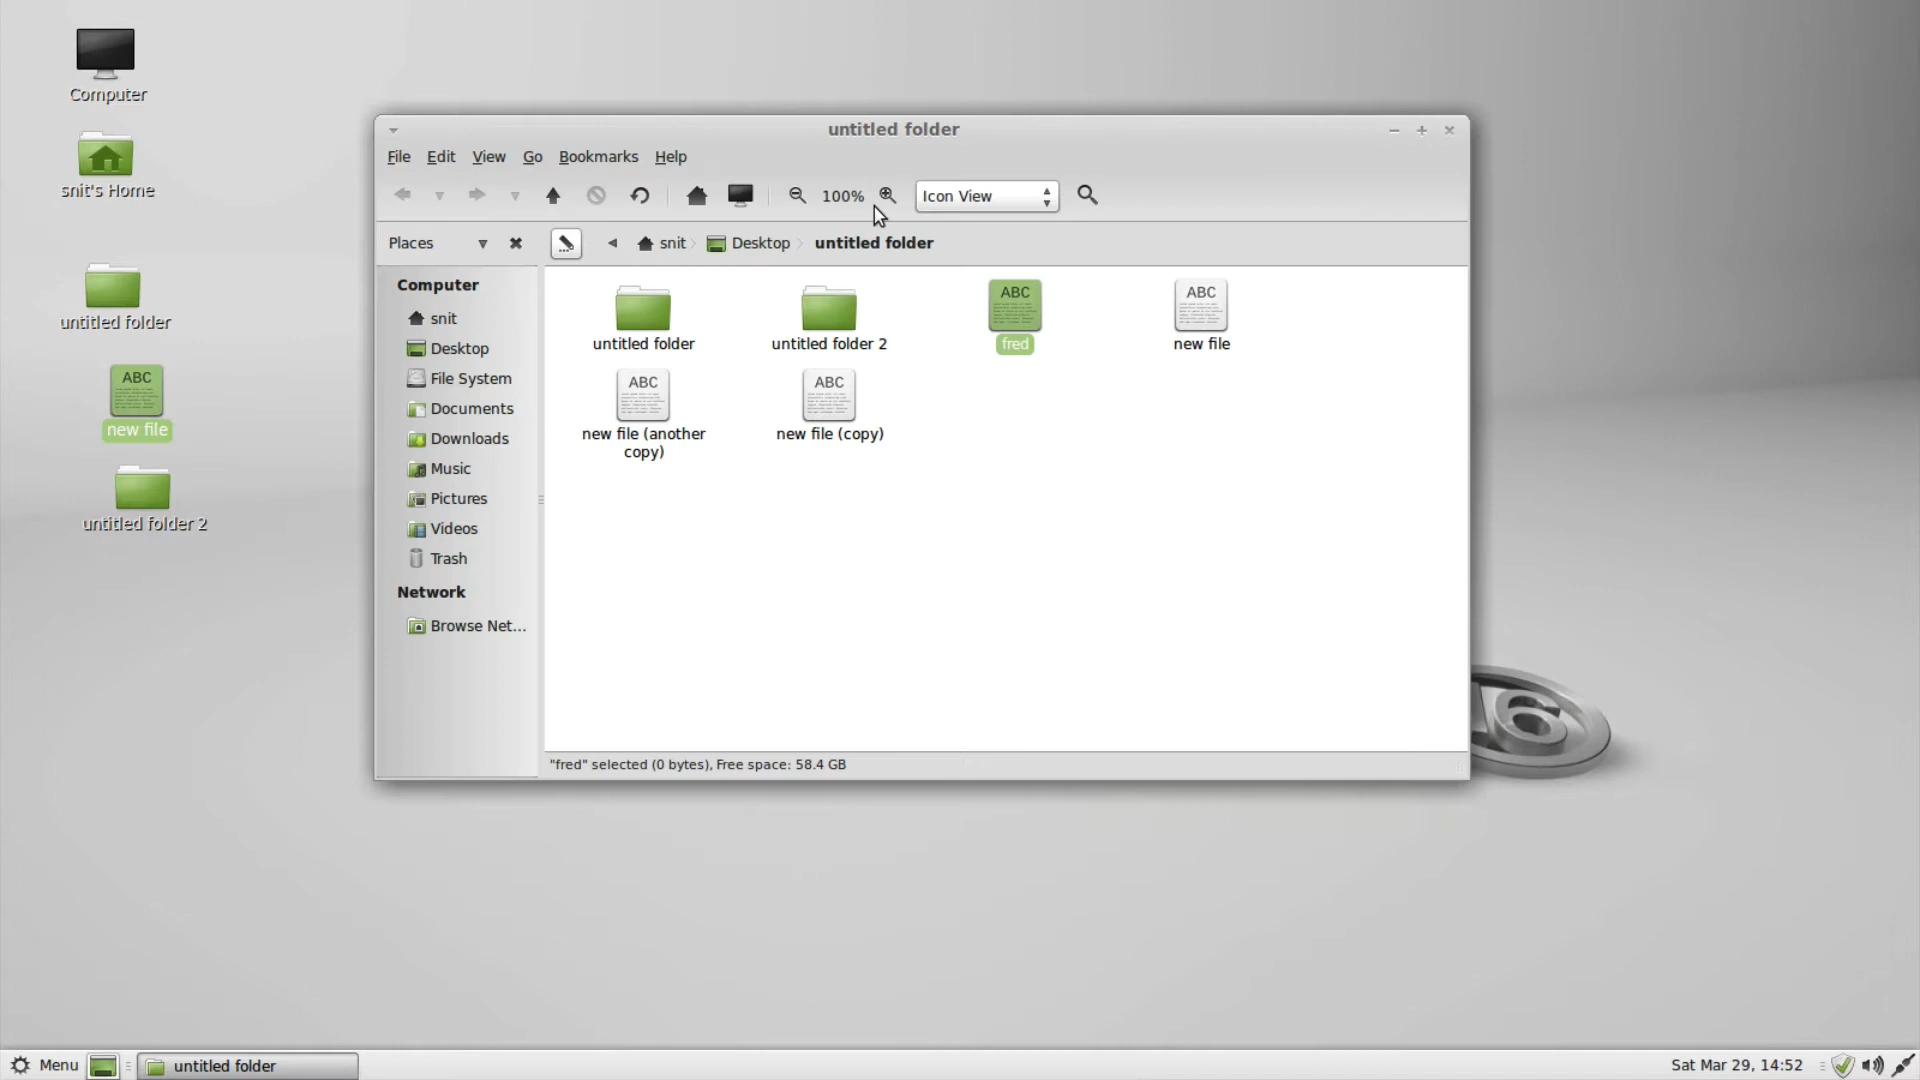 Computer
snit's Home
untitled folder
ABC
new file
untitled folder 2
untitled folder
File Edit View Go Bookmarks Help
100% Icon View
Places snit Desktop untitled folder
Computer
snit
Desktop
File System
Documents
Downloads
Music
Pictures
Videos
Trash
Network
Browse Net...
untitled folder
untitled folder 2
ABC
fred
ABC
new file
ABC
new file (another
copy)
ABC
new file (copy)
"fred" selected (0 bytes), Free space: 58.4 GB
Menu untitled folder Sat Mar 29, 14:52